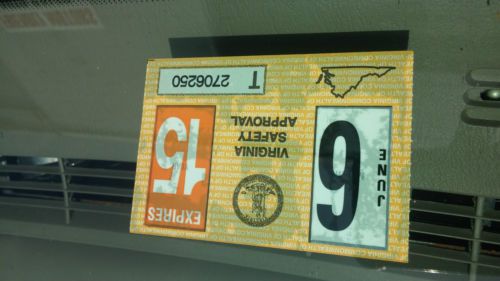 JUNE
6
VIRGINIA
SAFETY
APPROVAL
EXPIRES
15
T 2706250